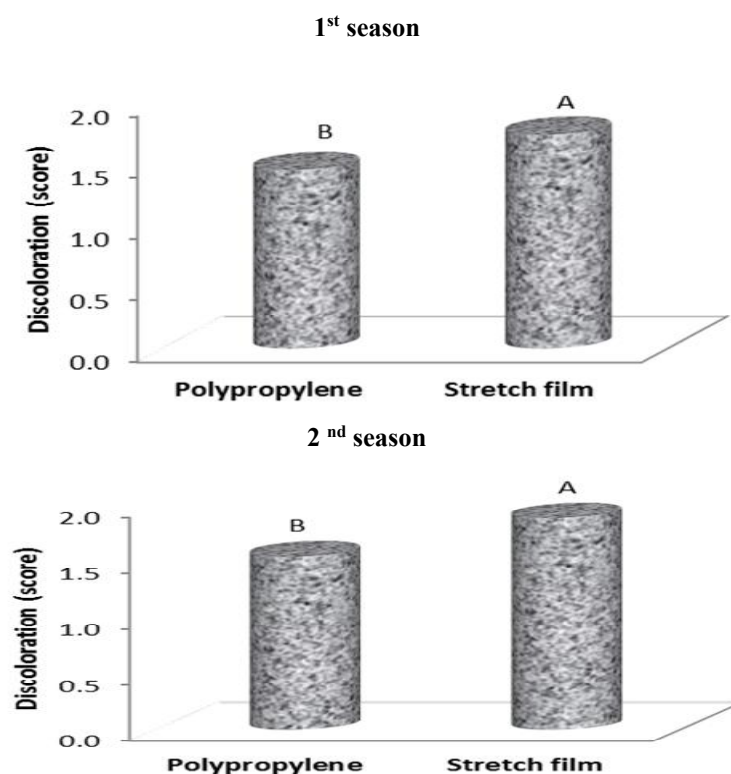 1st season
A
B
2.0
1.5
1.0
0.5
0.0
Discoloration (score)
Polypropylene Stretch film
2 nd season
A
B
2.0
1.5
1.0
0.5
0.0
Discoloration (score)
Polypropylene Stretch film